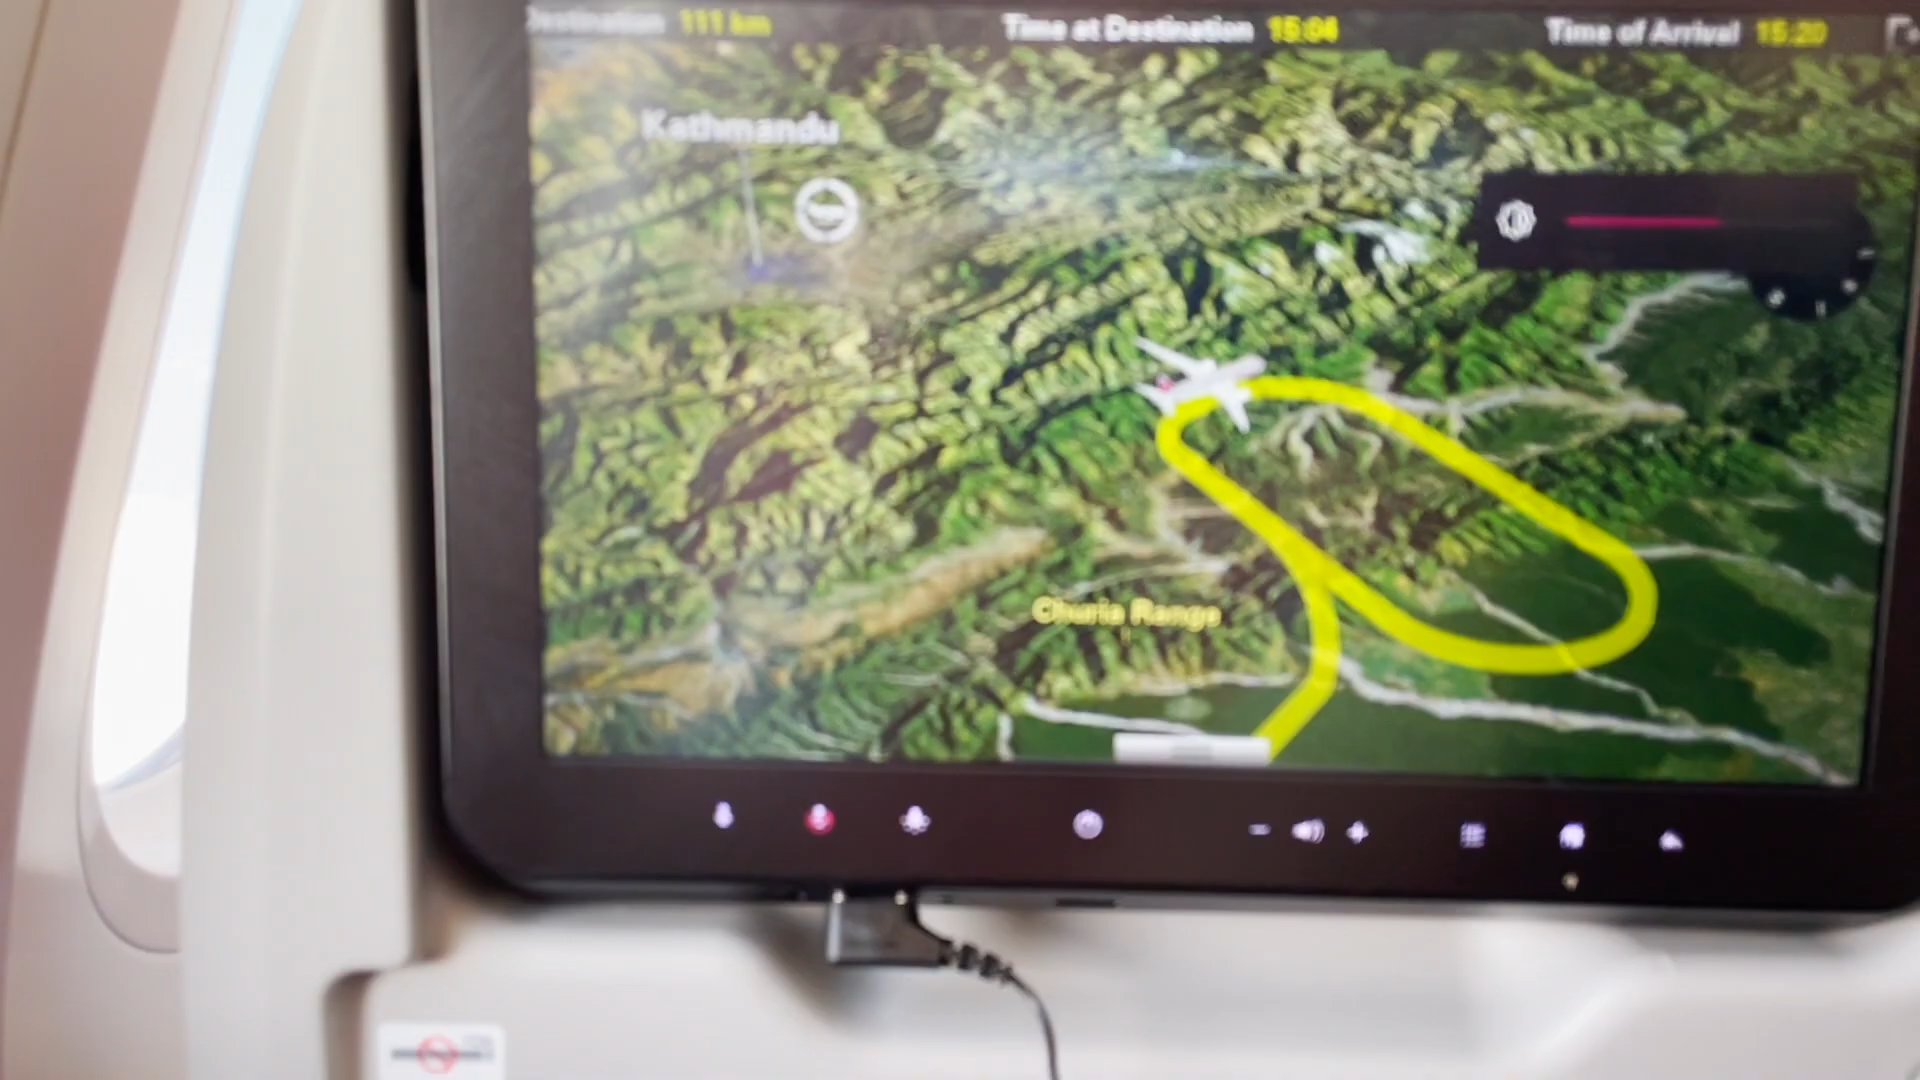 Destination 111 km
Time at Destination 15:04
Time of Arrival 15:20
Kathmandu
Churia Range